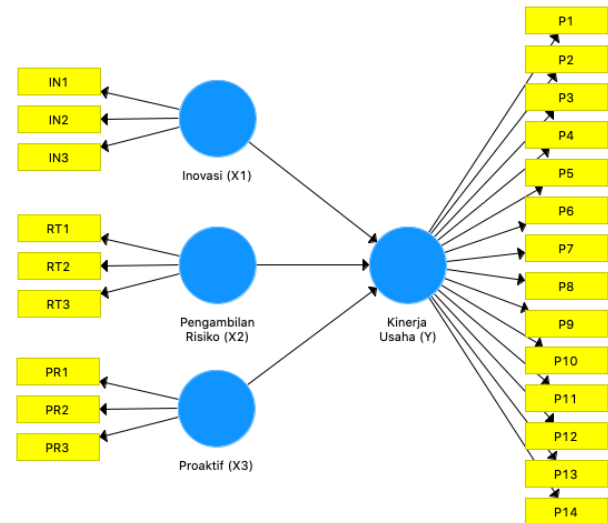 IN1
IN2
IN3
Inovasi (X1)
RT1
RT2
RT3
Pengambilan
Risiko (X2)
PR1
PR2
PR3
Proaktif (X3)
Kinerja
Usaha (Y)
P1
P2
P3
P4
P5
P6
P7
P8
P9
P10
P11
P12
P13
P14